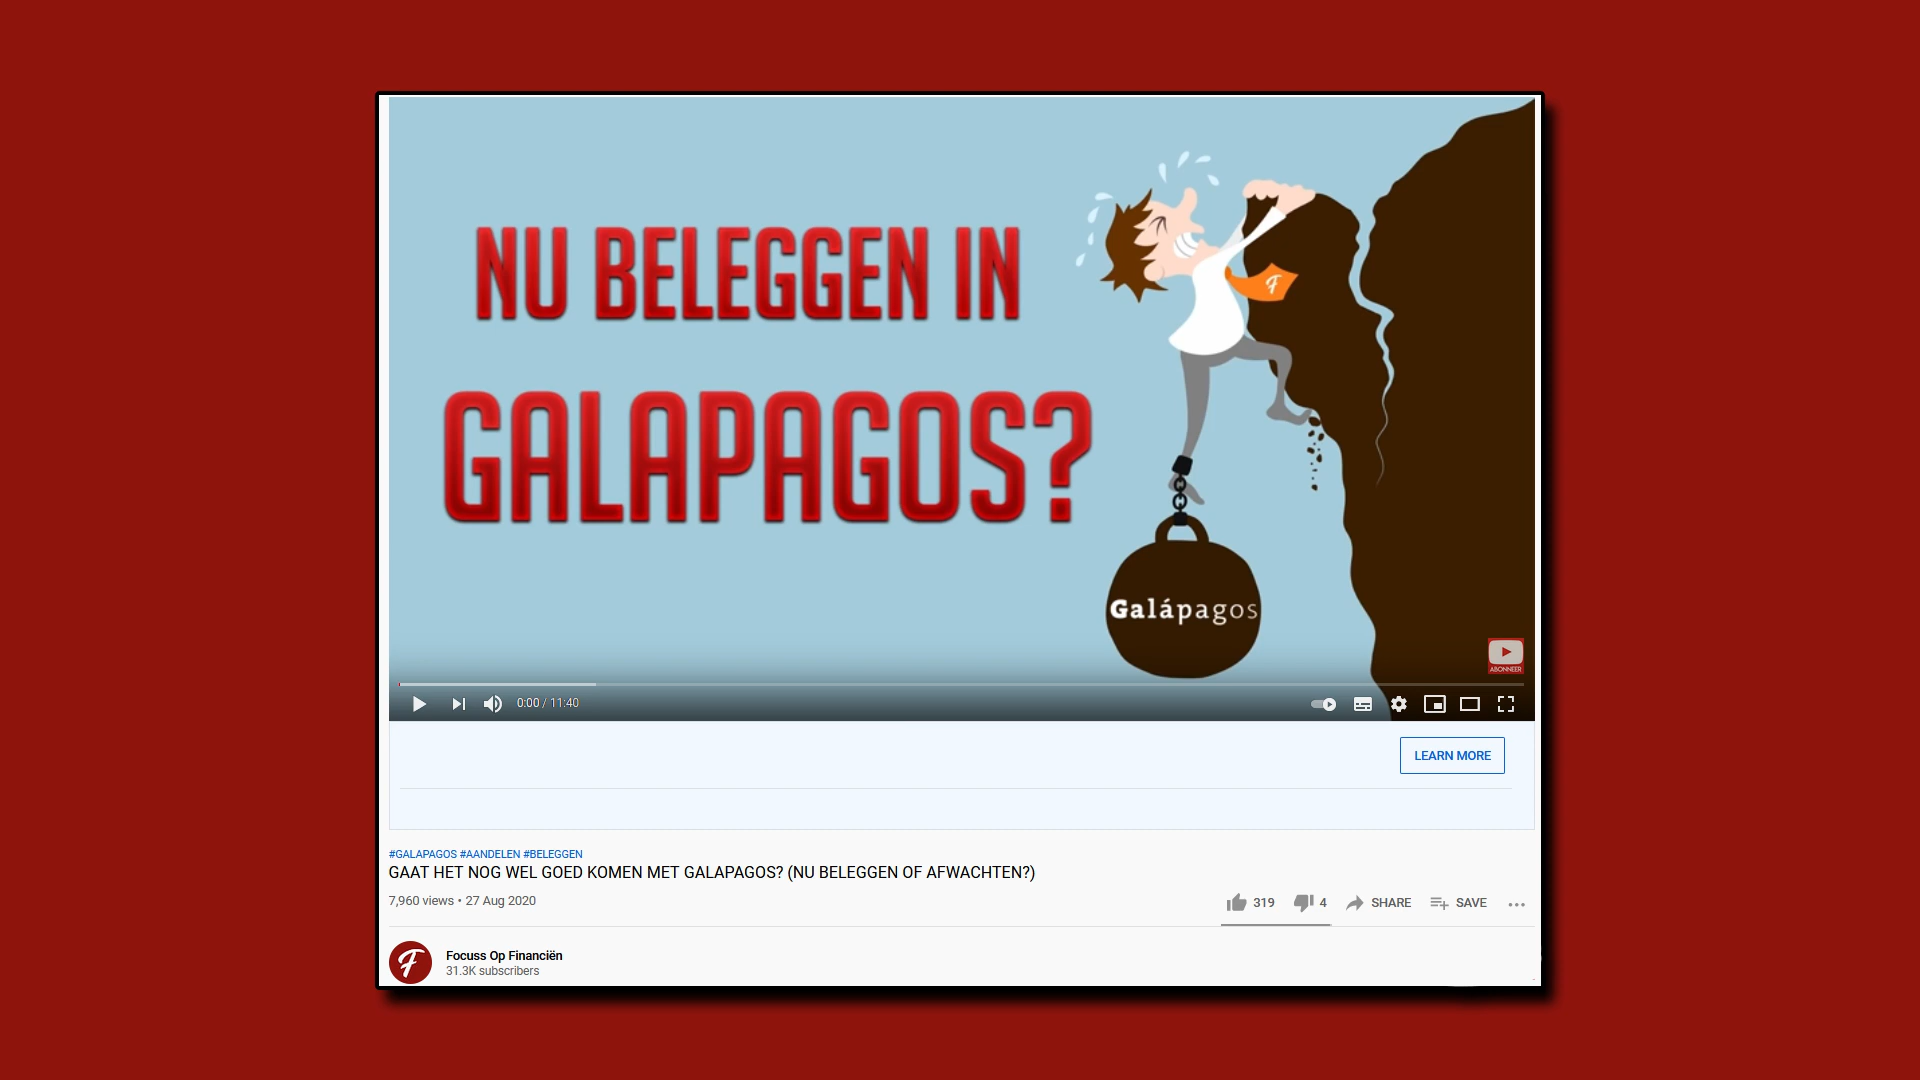 NU BELEGGEN IN
GALAPAGOS?
F
Galápagos
ABONNEER
0:00 / 11:40
LEARN MORE
#GALAPAGOS #AANDELEN #BELEGGEN
GAAT HET NOG WEL GOED KOMEN MET GALAPAGOS? (NU BELEGGEN OF AFWACHTEN?)
7,960 views • 27 Aug 2020
319 4 SHARE SAVE
F
Focuss Op Financiën
31.3K subscribers